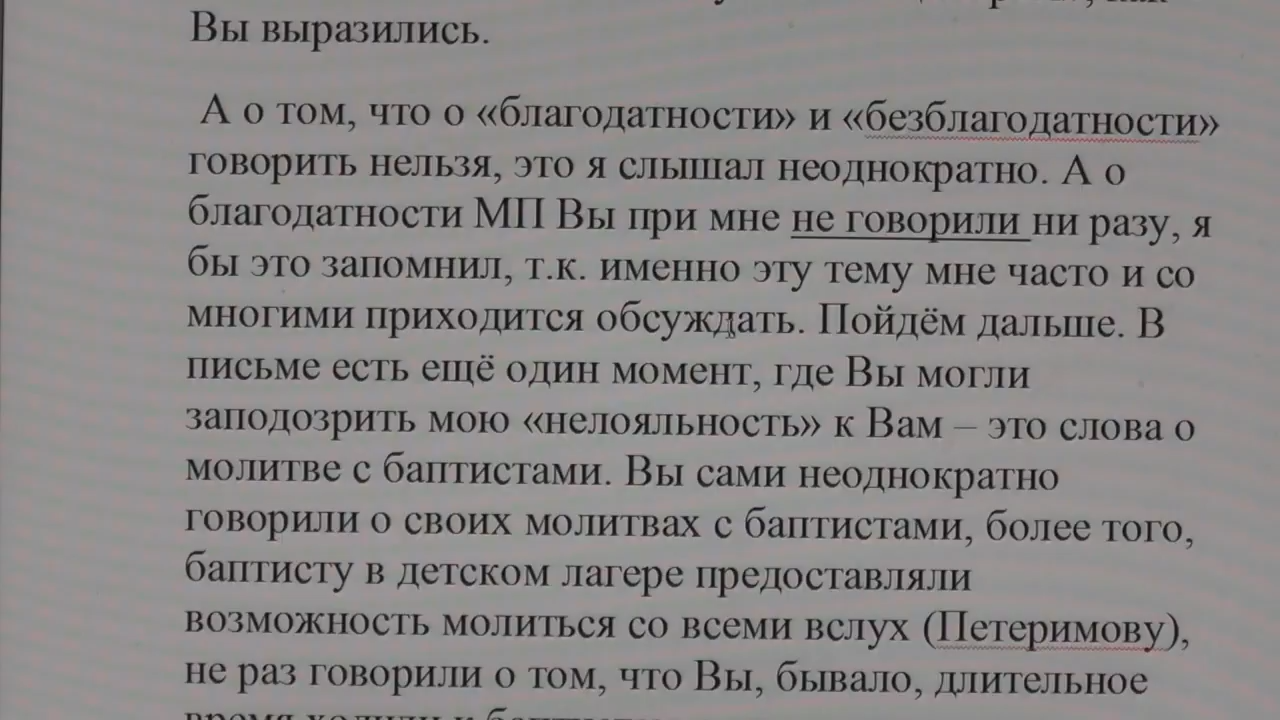 Вы выразились.
А о том, что о «благодатности» и «безблагодатности»
говорить нельзя, это я слышал неоднократно. А о
благодатности МП Вы при мне не говорили ни разу, я
бы это запомнил, т.к. именно эту тему мне часто и со
многими приходится обсуждать. Пойдём дальше. В
письме есть ещё один момент, где Вы могли
заподозрить мою «нелояльность» к Вам – это слова о
молитве с баптистами. Вы сами неоднократно
говорили о своих молитвах с баптистами, более того,
баптисту в детском лагере предоставляли
возможность молиться со всеми вслух (Петеримову),
не раз говорили о том, что Вы, бывало, длительное